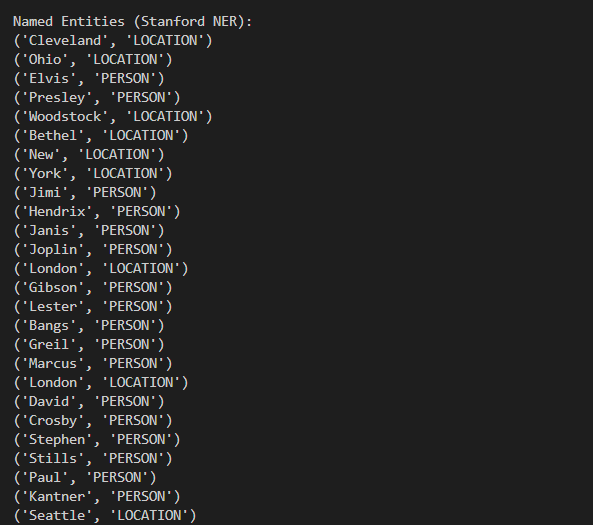 Named Entities (Stanford NER):
('Cleveland', 'LOCATION')
('Ohio', 'LOCATION')
('Elvis', 'PERSON')
('Presley', 'PERSON')
('Woodstock', 'LOCATION')
('Bethel', 'LOCATION')
('New', 'LOCATION')
('York', 'LOCATION')
('Jimi', 'PERSON')
('Hendrix', 'PERSON')
('Janis', 'PERSON')
('Joplin', 'PERSON')
('London', 'LOCATION')
('Gibson', 'PERSON')
('Lester', 'PERSON')
('Bangs', 'PERSON')
('Greil', 'PERSON')
('Marcus', 'PERSON')
('London', 'LOCATION')
('David', 'PERSON')
('Crosby', 'PERSON')
('Stephen', 'PERSON')
('Stills', 'PERSON')
('Paul', 'PERSON')
('Kantner', 'PERSON')
('Seattle', 'LOCATION')